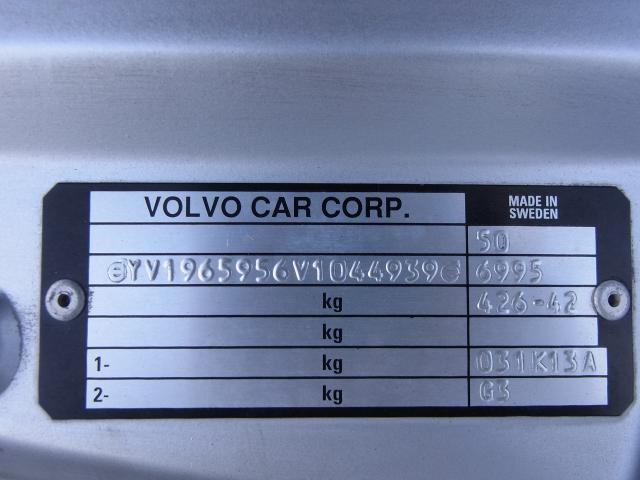 VOLVO CAR CORP.
MADE IN
SWEDEN
50
YV1965956V1044939
6995
kg
426-42
kg
1- kg
031K13A
2- kg
G3